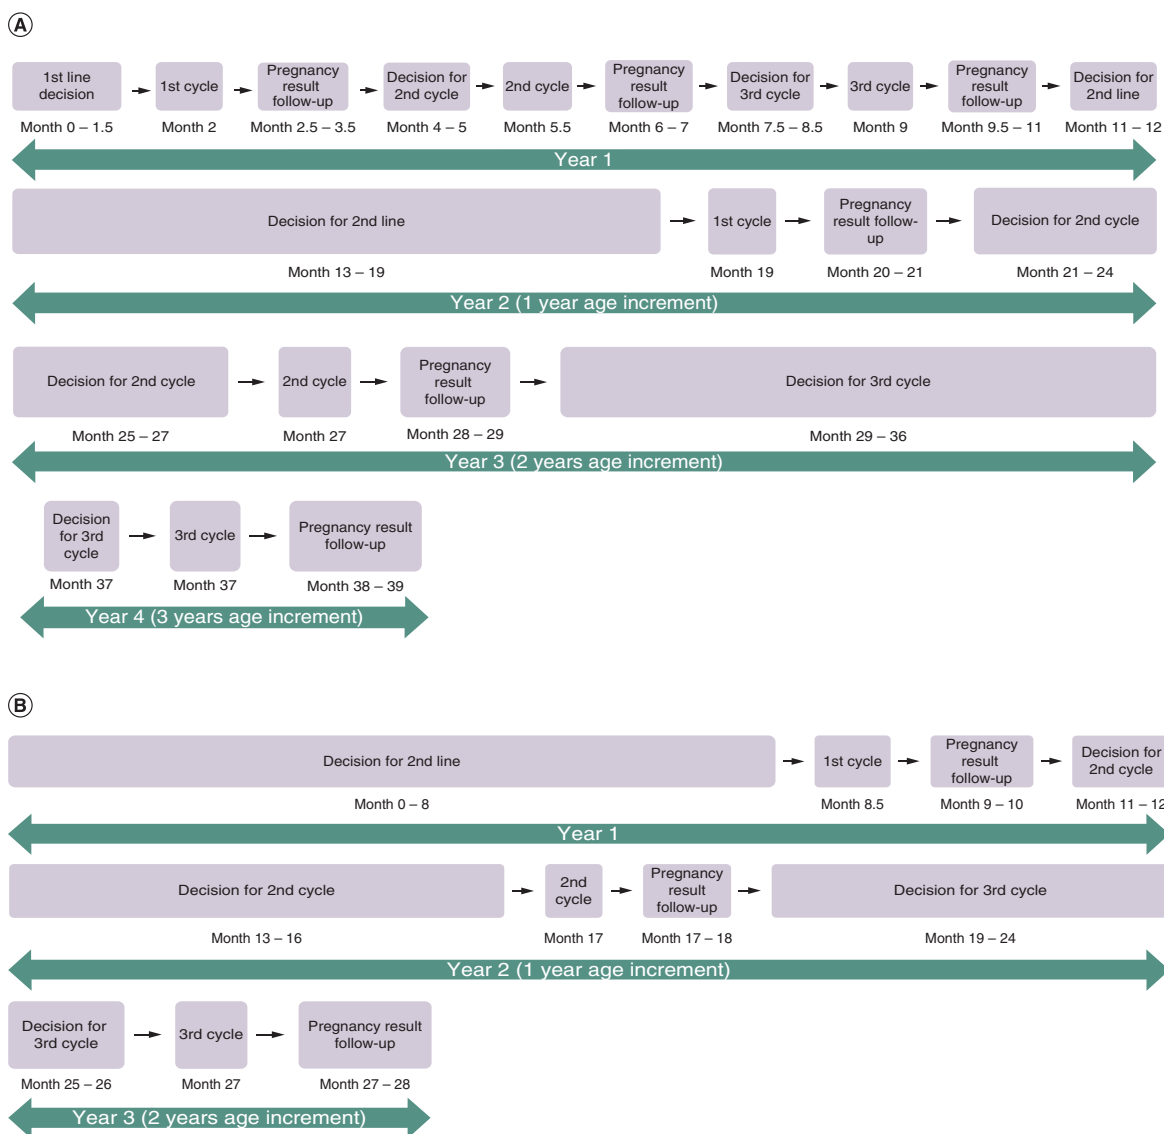 A
1st line
decision
1st cycle
Pregnancy
result
follow-up
Decision for
2nd cycle
2nd cycle
Pregnancy
result
follow-up
Decision for
3rd cycle
3rd cycle
Pregnancy
result
follow-up
Decision for
2nd line
Month 0 – 1.5
Month 2
Month 2.5 – 3.5
Month 4 – 5
Month 5.5
Month 6 – 7
Month 7.5 – 8.5
Month 9
Month 9.5 – 11
Month 11 – 12
Year 1
Decision for 2nd line
1st cycle
Pregnancy
result follow-
up
Decision for 2nd cycle
Month 13 – 19
Month 19
Month 20 – 21
Month 21 – 24
Year 2 (1 year age increment)
Decision for 2nd cycle
2nd cycle
Pregnancy
result
follow-up
Decision for 3rd cycle
Month 25 – 27
Month 27
Month 28 – 29
Month 29 – 36
Year 3 (2 years age increment)
Decision
for 3rd
cycle
3rd cycle
Pregnancy result
follow-up
Month 37
Month 37
Month 38 – 39
Year 4 (3 years age increment)
B
Decision for 2nd line
1st cycle
Pregnancy
result
follow-up
Decision for
2nd cycle
Month 0 – 8
Month 8.5
Month 9 – 10
Month 11 – 12
Year 1
Decision for 2nd cycle
2nd
cycle
Pregnancy
result
follow-up
Decision for 3rd cycle
Month 13 – 16
Month 17
Month 17 – 18
Month 19 – 24
Year 2 (1 year age increment)
Decision for
3rd cycle
3rd cycle
Pregnancy result
follow-up
Month 25 – 26
Month 27
Month 27 – 28
Year 3 (2 years age increment)